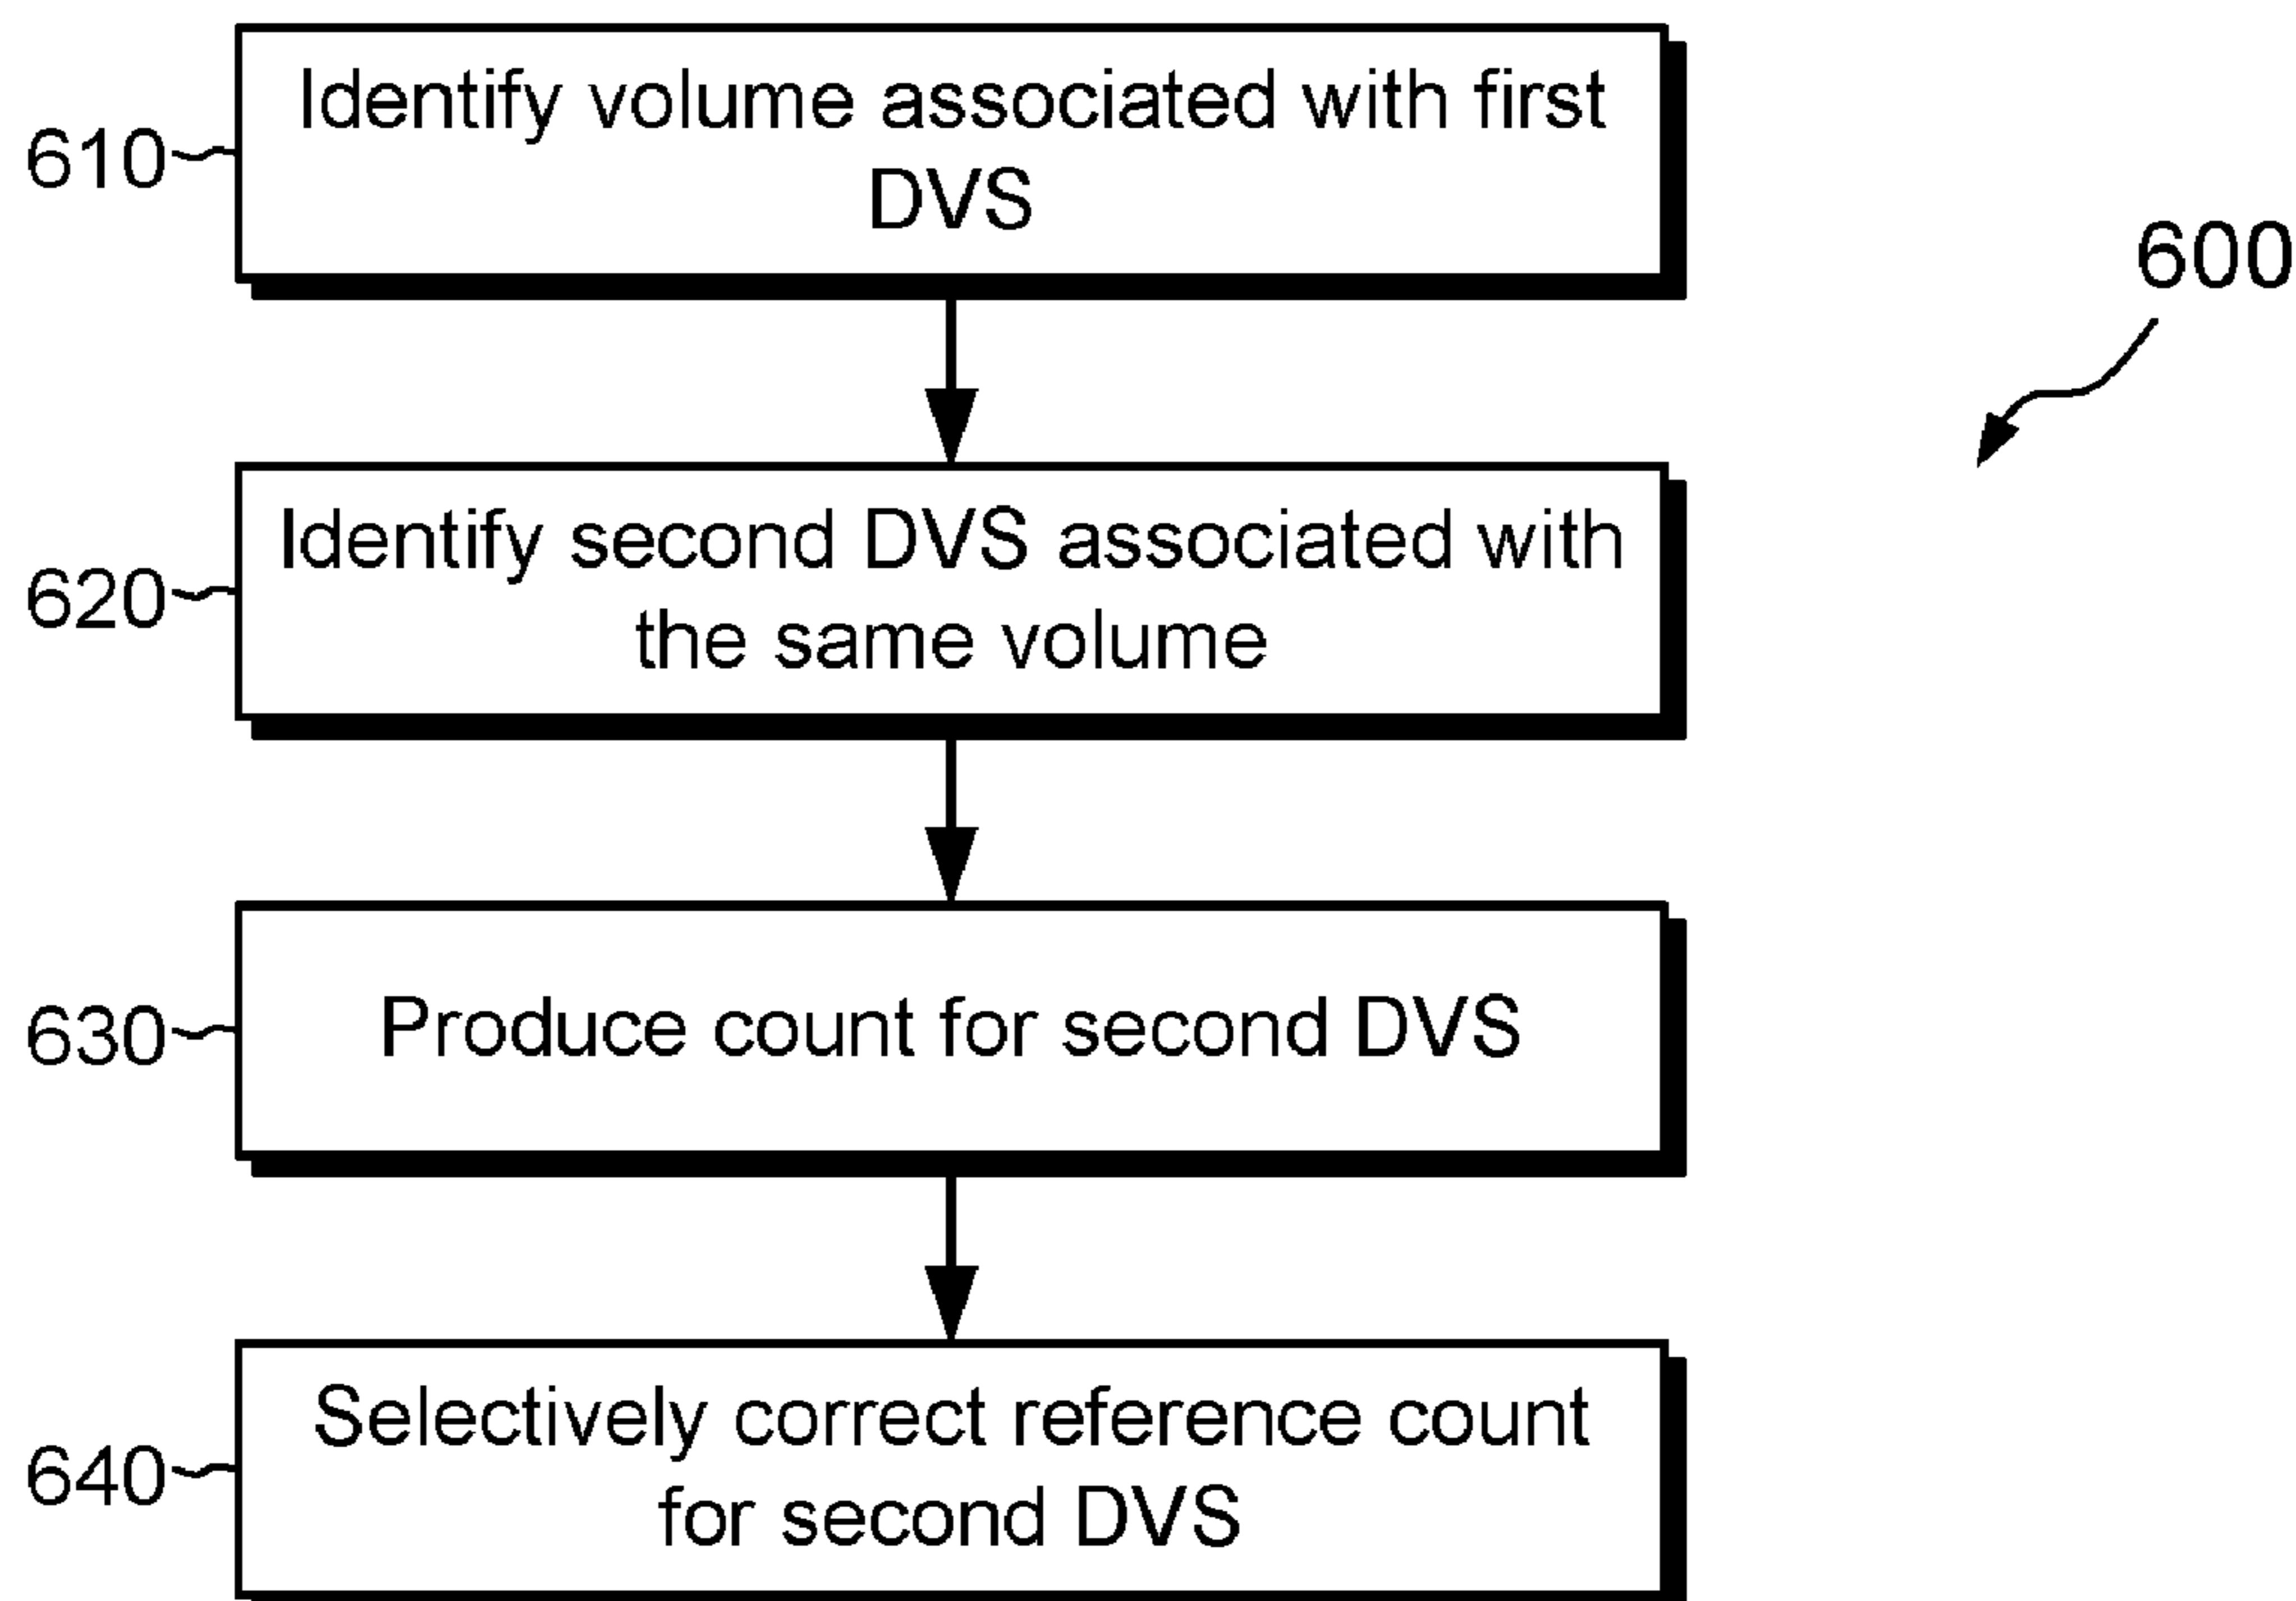 610
Identify volume associated with first
DVS
600
620
Identify second DVS associated with
the same volume
630
Produce count for second DVS
640
Selectively correct reference count
for second DVS